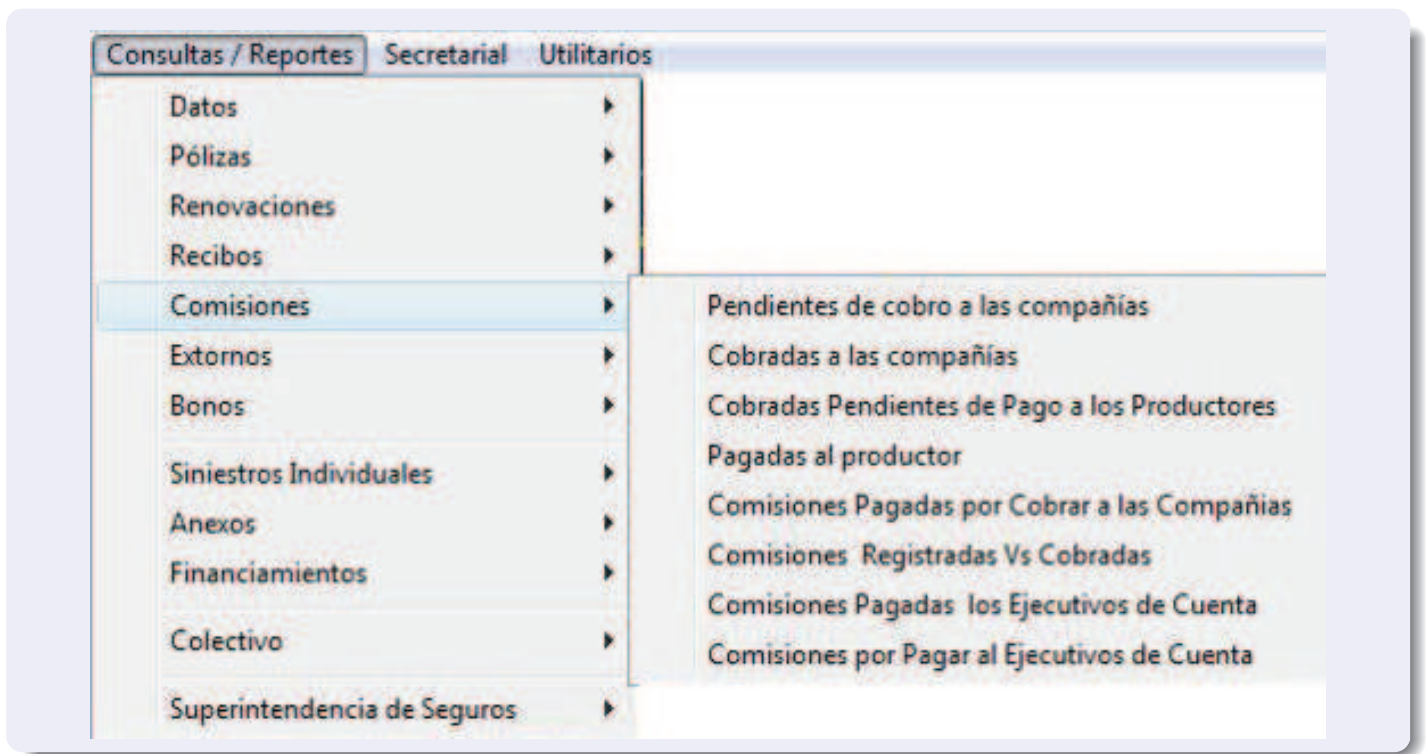 Consultas / Reportes Secretarial Utilitarios
Datos
Pólizas
Renovaciones
Recibos
Comisiones
Extornos
Bonos
Siniestros Individuales
Anexos
Financiamientos
Colectivo
Superintendencia de Seguros
Pendientes de cobro a las compañías
Cobradas a las compañías
Cobradas Pendientes de Pago a los Productores
Pagadas al productor
Comisiones Pagadas por Cobrar a las Compañias
Comisiones Registradas Vs Cobradas
Comisiones Pagadas los Ejecutivos de Cuenta
Comisiones por Pagar al Ejecutivos de Cuenta